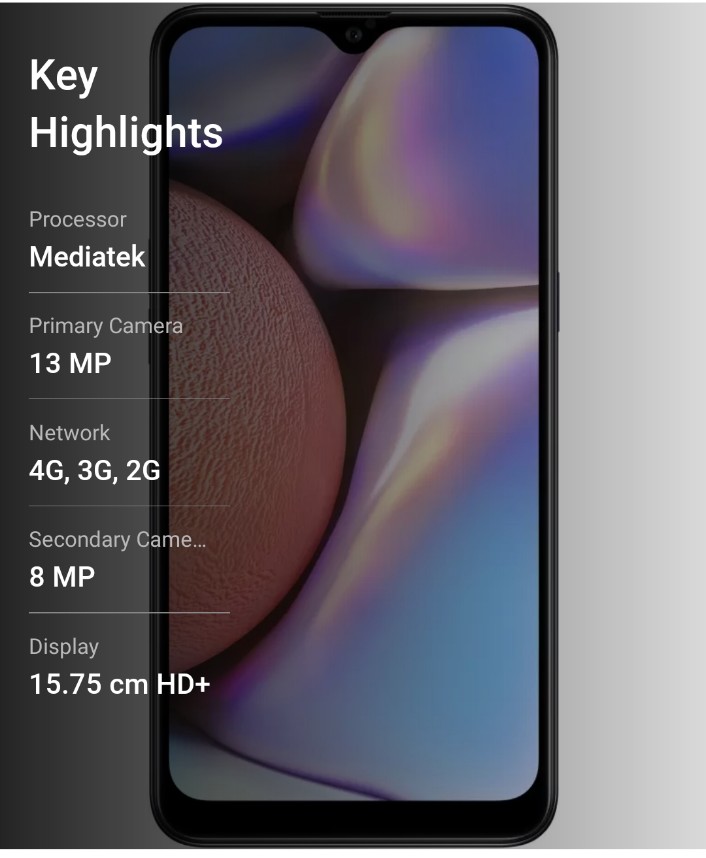 Key
Highlights
Processor
Mediatek
Primary Camera
13 MP
Network
4G, 3G, 2G
Secondary Came...
8 MP
Display
15.75 cm HD+